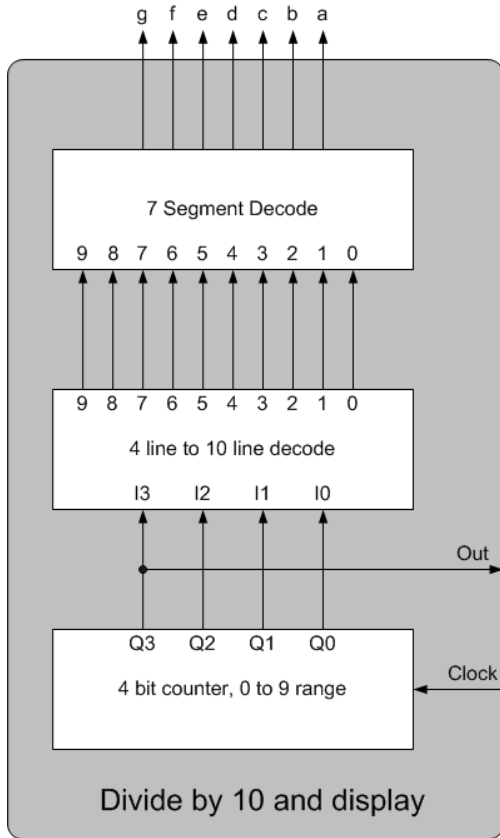 g f e d c b a
7 Segment Decode
9 8 7 6 5 4 3 2 1 0
9 8 7 6 5 4 3 2 1 0
4 line to 10 line decode
I3 I2 I1 I0
Out
Q3 Q2 Q1 Q0
Clock
4 bit counter, 0 to 9 range
Divide by 10 and display